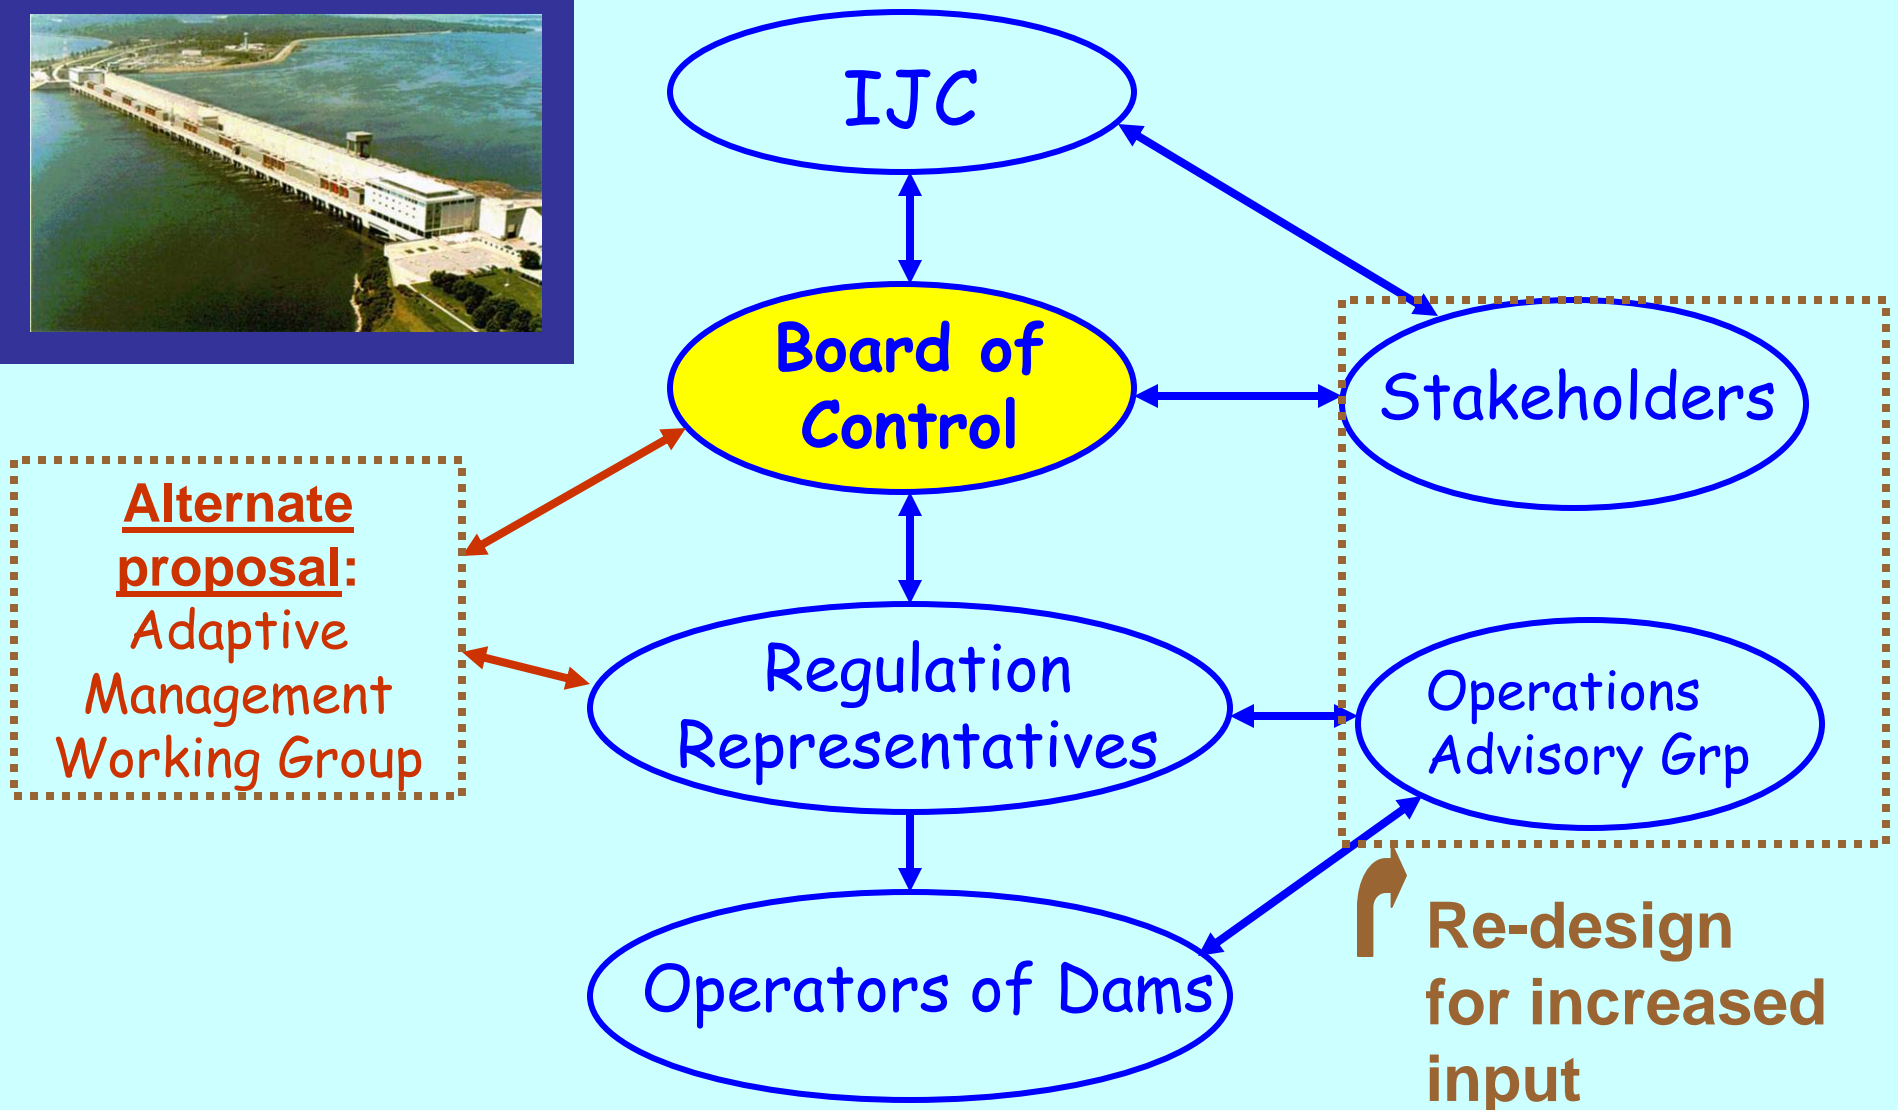 IJC
Board of
Control
Stakeholders
Alternate
proposal:
Adaptive
Management
Working Group
Regulation
Representatives
Operations
Advisory Grp
Operators of Dams
Re-design
for increased
input